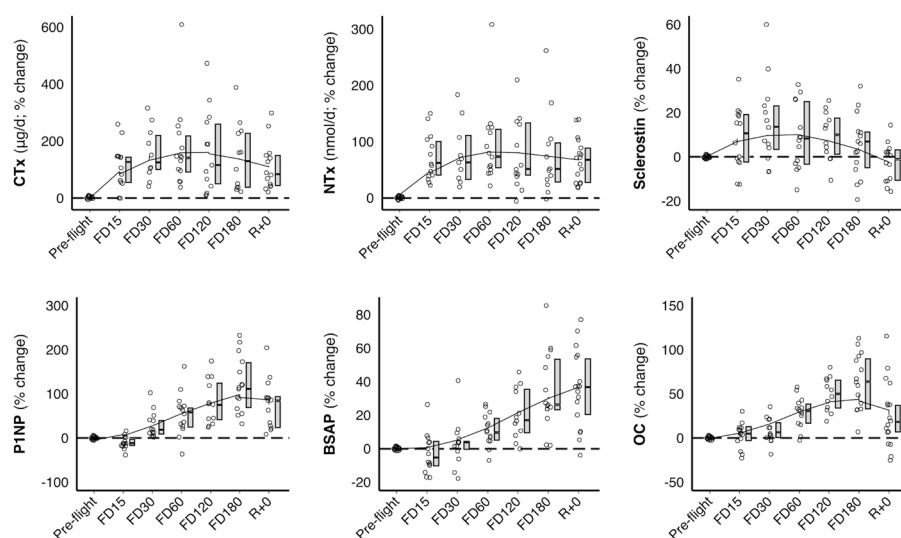 CTx (µg/d; % change)
600
400
200
0
Pre-flight
FD15
FD30
FD60
FD120
FD180
R+0
NTx (nmol/d; % change)
300
200
100
0
Pre-flight
FD15
FD30
FD60
FD120
FD180
R+0
Sclerostin (% change)
60
40
20
0
-20
Pre-flight
FD15
FD30
FD60
FD120
FD180
R+0
P1NP (% change)
300
200
100
0
-100
Pre-flight
FD15
FD30
FD60
FD120
FD180
R+0
BSAP (% change)
80
60
40
20
0
-20
Pre-flight
FD15
FD30
FD60
FD120
FD180
R+0
OC (% change)
150
100
50
0
-50
Pre-flight
FD15
FD30
FD60
FD120
FD180
R+0